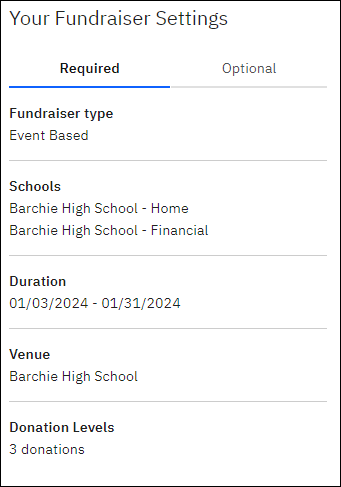 Your Fundraiser Settings
Required
Optional
Fundraiser type
Event Based
Schools
Barchie High School - Home
Barchie High School - Financial
Duration
01/03/2024 - 01/31/2024
Venue
Barchie High School
Donation Levels
3 donations